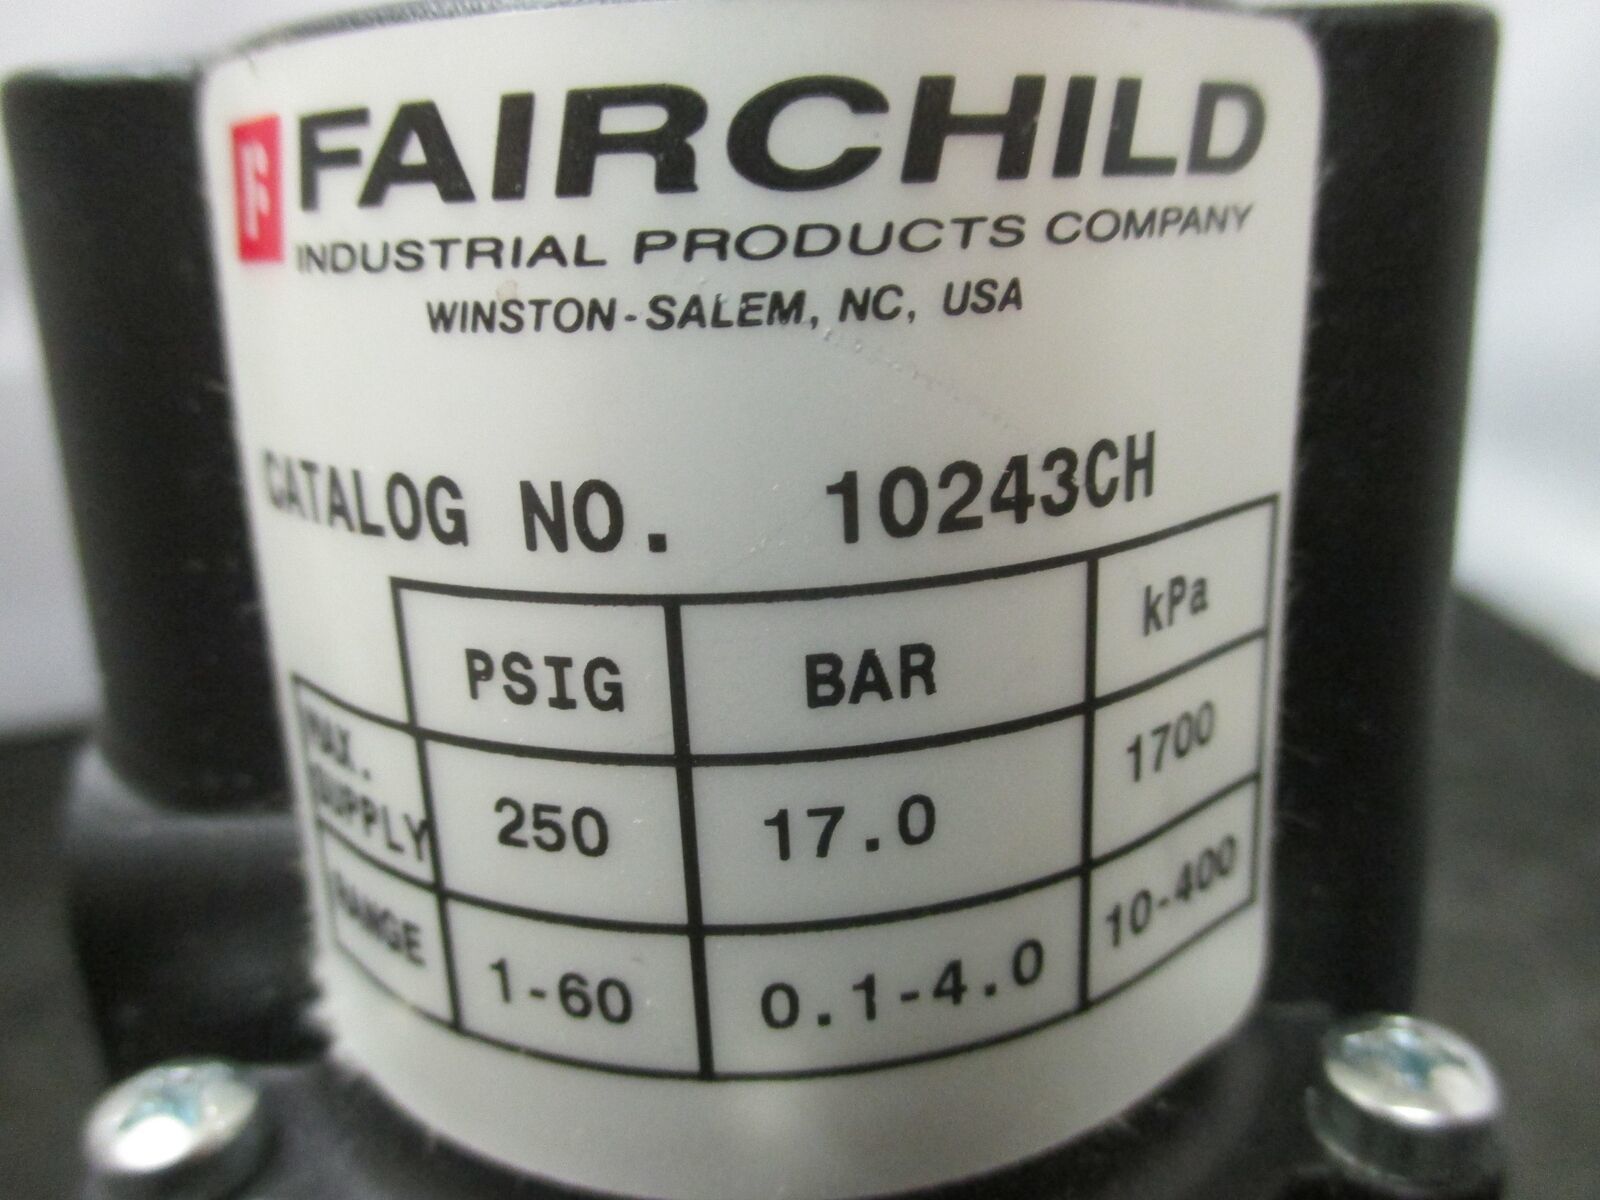 F FAIRCHILD
INDUSTRIAL PRODUCTS COMPANY
WINSTON-SALEM, NC, USA
CATALOG NO. 10243CH
PSIG BAR kPa
MAX.
SUPPLY 250 17.0 1700
RANGE 1-60 0.1-4.0 10-400